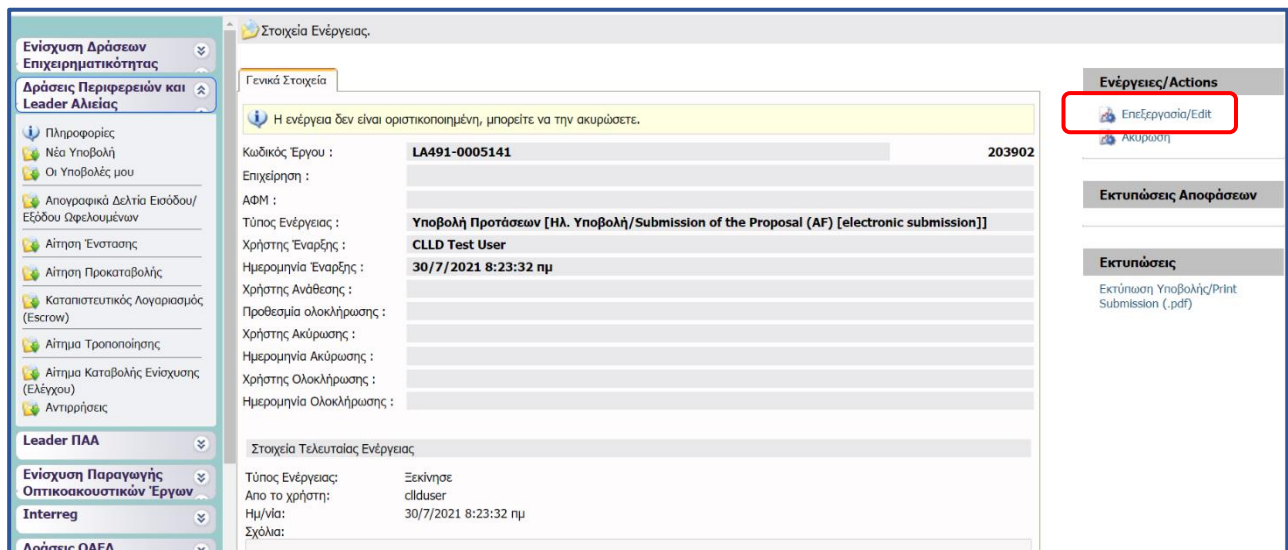 Ενίσχυση Δράσεων
Επιχειρηματικότητας
Δράσεις Περιφερειών και
Leader Αλιείας
Πληροφορίες
Νέα Υποβολή
Οι Υποβολές μου
Απογραφικά Δελτία Εισόδου/
Εξόδου Ωφελουμένων
Αίτηση Ένστασης
Αίτηση Προκαταβολής
Καταπιστευτικός Λογαριασμός
(Escrow)
Αίτημα Τροποποίησης
Αίτημα Καταβολής Ενίσχυσης
(Ελέγχου)
Αντιρρήσεις
Leader ΠΑΑ
Ενίσχυση Παραγωγής
Οπτικοακουστικών Έργων
Interreg
Δράσεις ΟΑΕΔ
Στοιχεία Ενέργειας.
Γενικά Στοιχεία
Η ενέργεια δεν είναι οριστικοποιημένη, μπορείτε να την ακυρώσετε.
Κωδικός Έργου : LA491-0005141 203902
Επιχείρηση :
ΑΦΜ :
Τύπος Ενέργειας : Υποβολή Προτάσεων [Ηλ. Υποβολή/Submission of the Proposal (AF) [electronic submission]]
Χρήστης Έναρξης : CLLD Test User
Ημερομηνία Έναρξης : 30/7/2021 8:23:32 πμ
Χρήστης Ανάθεσης :
Προθεσμία ολοκλήρωσης :
Χρήστης Ακύρωσης :
Ημερομηνία Ακύρωσης :
Χρήστης Ολοκλήρωσης :
Ημερομηνία Ολοκλήρωσης :
Στοιχεία Τελευταίας Ενέργειας
Τύπος Ενέργειας: Ξεκίνησε
Απο το χρήστη: cllduser
Ημ/νία: 30/7/2021 8:23:32 πμ
Σχόλια:
Ενέργειες/Actions
Επεξεργασία/Edit
Ακύρωση
Εκτυπώσεις Αποφάσεων
Εκτυπώσεις
Εκτύπωση Υποβολής/Print
Submission (.pdf)